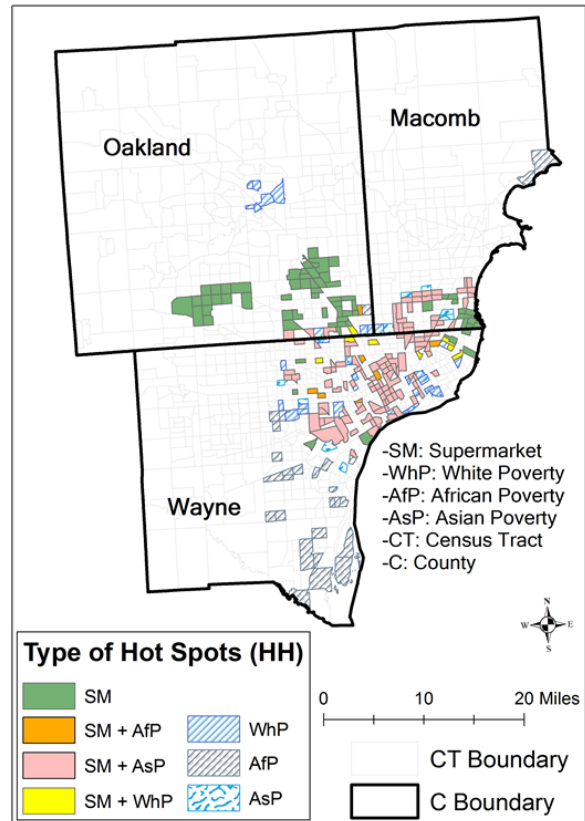 Oakland
Macomb
Wayne
-SM: Supermarket
-WhP: White Poverty
-AfP: African Poverty
-AsP: Asian Poverty
-CT: Census Tract
-C: County
N
W E
S
Type of Hot Spots (HH)
SM
SM + AfP
SM + AsP
SM + WhP
WhP
AfP
AsP
0 10 20 Miles
CT Boundary
C Boundary